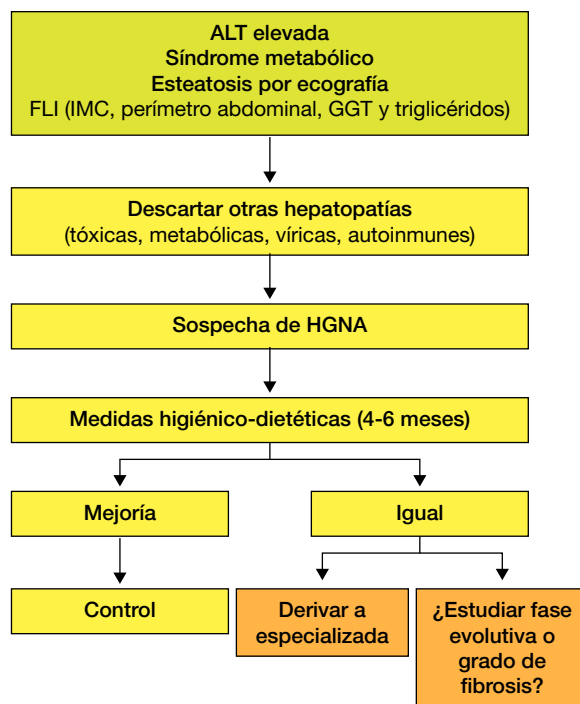 ALT elevada
Síndrome metabólico
Esteatosis por ecografía
FLI (IMC, perímetro abdominal, GGT y triglicéridos)
Descartar otras hepatopatías
(tóxicas, metabólicas, víricas, autoinmunes)
Sospecha de HGNA
Medidas higiénico-dietéticas (4-6 meses)
Mejoría
Igual
Control
Derivar a
especializada
¿Estudiar fase
evolutiva o
grado de
fibrosis?